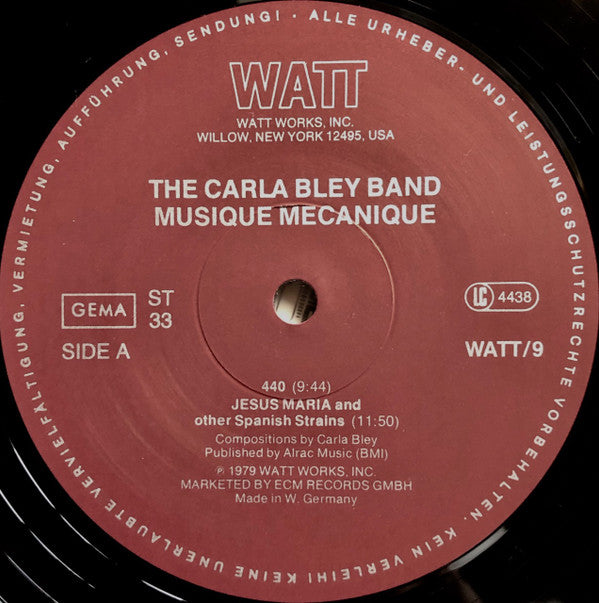 ALLE URHEBER- UND LEISTUNGSSCHUTZRECHTE VORBEHALTEN. KEIN VERLEIH! KEINE UNERLAUBTE VERVIELFÄLTIGUNG, VERMIETUNG, AUFFÜHRUNG, SENDUNG! ·
WATT
WATT WORKS, INC.
WILLOW, NEW YORK 12495, USA
THE CARLA BLEY BAND
MUSIQUE MECANIQUE
GEMA
ST
33
LC 4438
SIDE A
WATT/9
440 (9:44)
JESUS MARIA and
other Spanish Strains (11:50)
Compositions by Carla Bley
Published by Alrac Music (BMI)
℗ 1979 WATT WORKS, INC.
MARKETED BY ECM RECORDS GMBH
Made in W. Germany